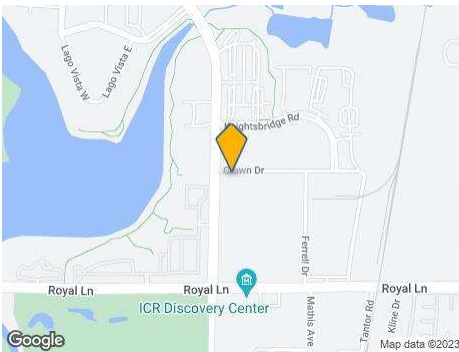 Lago Vista W
Lago Vista E
Knightsbridge Rd
Crown Dr
Ferrell Dr
Royal Ln
Royal Ln
Royal Ln
ICR Discovery Center
Mathis Ave
Tantor Rd
Kline Dr
Google
Map data ©2023